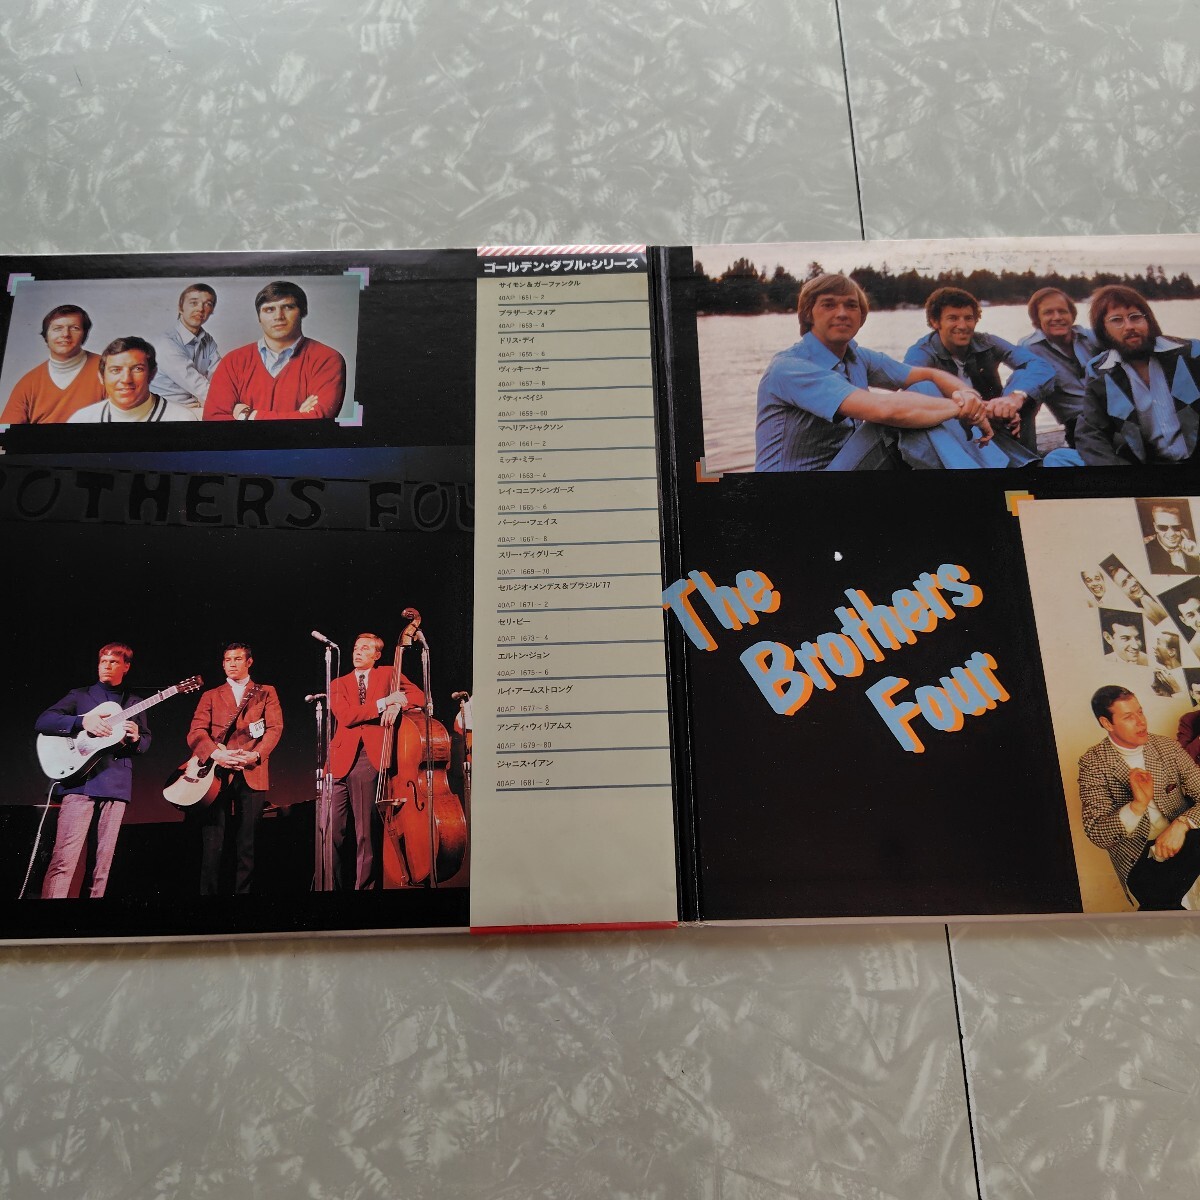 OTHERS FOU
ゴールデン・ダブル・シリーズ
サイモン&ガーファンクル
40AP 1651~2
ブラザース・フォア
40AP 1653~4
ドリス・デイ
40AP 1655~6
ヴィッキー・カー
40AP 1657~8
パティ・ペイジ
40AP 1659~60
マヘリア・ジャクソン
40AP 1661~2
ミッチ・ミラー
40AP 1663~4
レイ・コニフ・シンガーズ
40AP 1665~6
パーシー・フェイス
40AP 1667~8
スリー・ディグリーズ
40AP 1669~70
セルジオ・メンデス&ブラジル'77
40AP 1671~2
セリ・ビー
40AP 1673~4
エルトン・ジョン
40AP 1675~6
ルイ・アームストロング
40AP 1677~8
アンディ・ウィリアムス
40AP 1679~80
ジャニス・イアン
40AP 1681~2
The
Brothers
Four